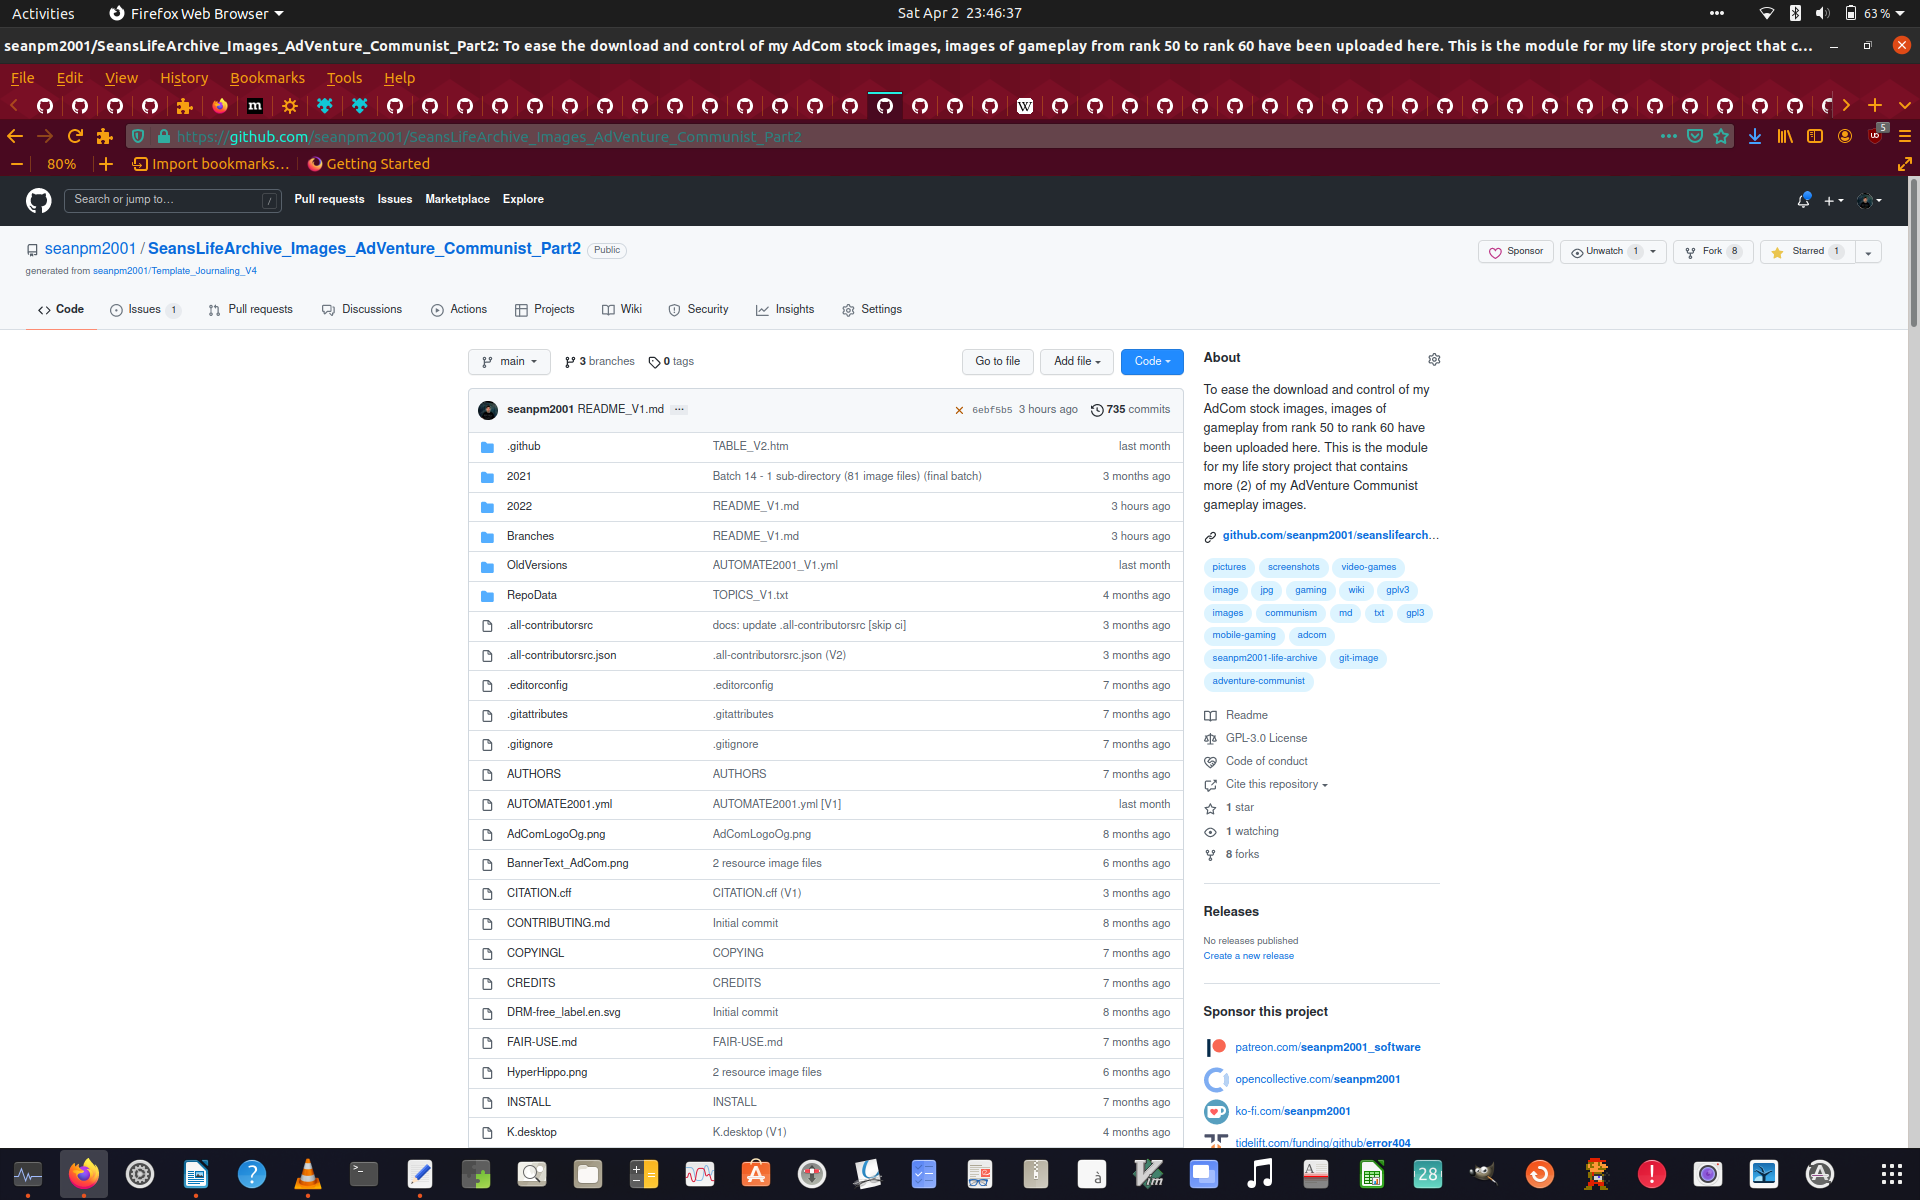 Activities Firefox Web Browser Sat Apr 2 23:46:37 63 %
seanpm2001/SeansLifeArchive_Images_AdVenture_Communist_Part2: To ease the download and control of my AdCom stock images, images of gameplay from rank 50 to rank 60 have been uploaded here. This is the module for my life story project that c…
File Edit View History Bookmarks Tools Help
https://github.com/seanpm2001/SeansLifeArchive_Images_AdVenture_Communist_Part2 5
80% Import bookmarks… Getting Started
Search or jump to… / Pull requests Issues Marketplace Explore
seanpm2001 / SeansLifeArchive_Images_AdVenture_Communist_Part2 Public Sponsor Unwatch 1 Fork 8 Starred 1
generated from seanpm2001/Template_Journaling_V4
Code Issues 1 Pull requests Discussions Actions Projects Wiki Security Insights Settings
main 3 branches 0 tags Go to file Add file Code
seanpm2001 README_V1.md ... 6ebf5b5 3 hours ago 735 commits
.github TABLE_V2.htm last month
2021 Batch 14 - 1 sub-directory (81 image files) (final batch) 3 months ago
2022 README_V1.md 3 hours ago
Branches README_V1.md 3 hours ago
OldVersions AUTOMATE2001_V1.yml last month
RepoData TOPICS_V1.txt 4 months ago
.all-contributorsrc docs: update .all-contributorsrc [skip ci] 3 months ago
.all-contributorsrc.json .all-contributorsrc.json (V2) 3 months ago
.editorconfig .editorconfig 7 months ago
.gitattributes .gitattributes 7 months ago
.gitignore .gitignore 7 months ago
AUTHORS AUTHORS 7 months ago
AUTOMATE2001.yml AUTOMATE2001.yml [V1] last month
AdComLogoOg.png AdComLogoOg.png 8 months ago
BannerText_AdCom.png 2 resource image files 6 months ago
CITATION.cff CITATION.cff (V1) 3 months ago
CONTRIBUTING.md Initial commit 8 months ago
COPYINGL COPYING 7 months ago
CREDITS CREDITS 7 months ago
DRM-free_label.en.svg Initial commit 8 months ago
FAIR-USE.md FAIR-USE.md 7 months ago
HyperHippo.png 2 resource image files 6 months ago
INSTALL INSTALL 7 months ago
K.desktop K.desktop (V1) 4 months ago
About
To ease the download and control of my
AdCom stock images, images of
gameplay from rank 50 to rank 60 have
been uploaded here. This is the module
for my life story project that contains
more (2) of my AdVenture Communist
gameplay images.
github.com/seanpm2001/seanslifearch…
pictures screenshots video-games
image jpg gaming wiki gplv3
images communism md txt gpl3
mobile-gaming adcom
seanpm2001-life-archive git-image
adventure-communist
Readme
GPL-3.0 License
Code of conduct
Cite this repository
1 star
1 watching
8 forks
Releases
No releases published
Create a new release
Sponsor this project
patreon.com/seanpm2001_software
opencollective.com/seanpm2001
ko-fi.com/seanpm2001
tidelift.com/funding/github/error404
28